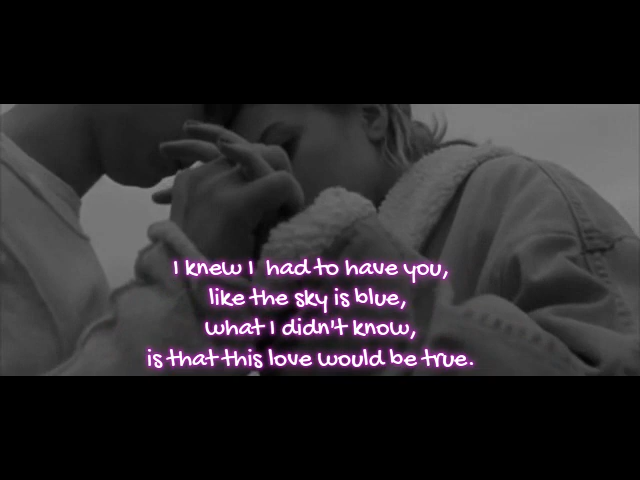 I knew I had to have you,
like the sky is blue,
what I didn't know,
is that this love would be true.